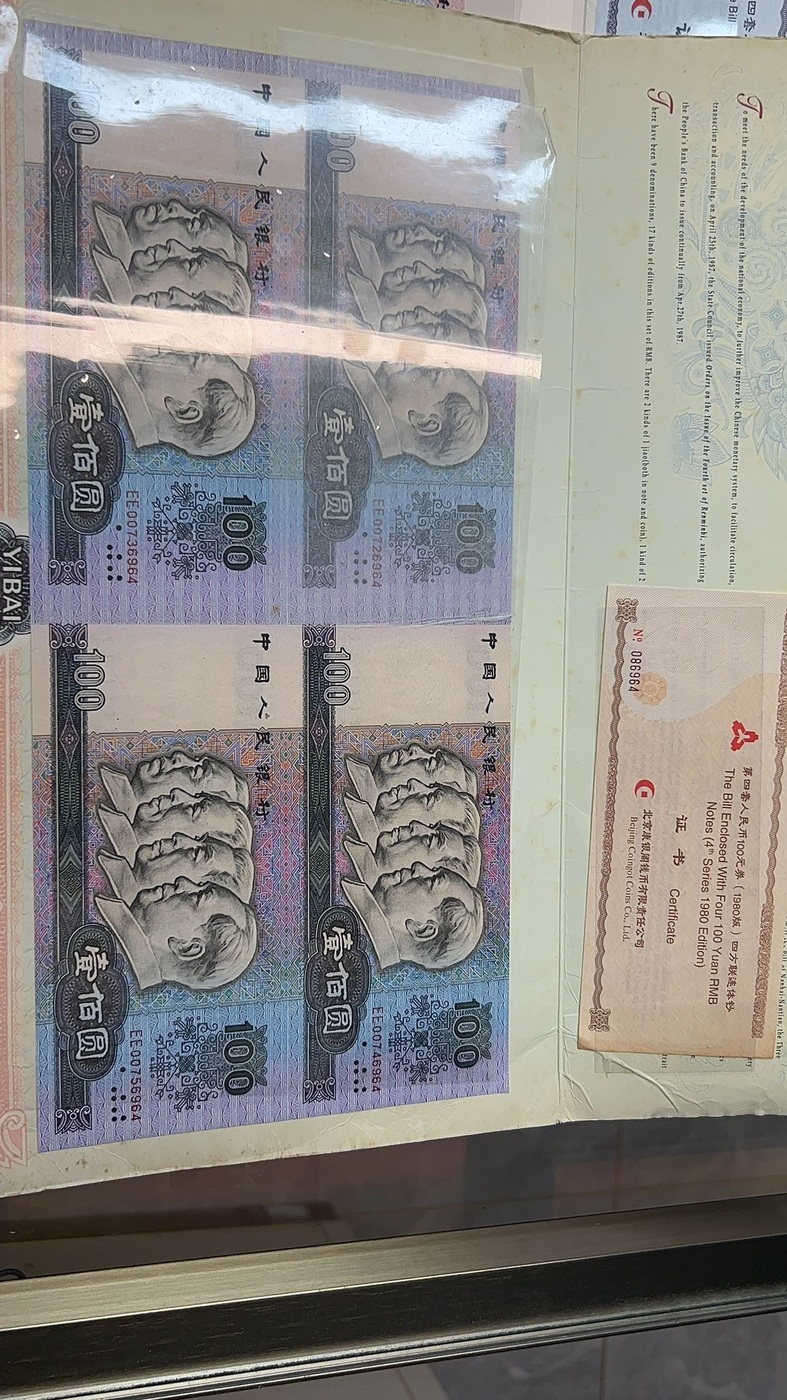 中国人民银行
100
壹佰圆
100
EE00726964
中国人民银行
100
壹佰圆
100
EE00746964
中国人民银行
100
壹佰圆
100
EE00736964
中国人民银行
100
壹佰圆
100
EE00756964
YI BAI
To meet the needs of the development of the national economy, to further improve the Chinese monetary system, to facilitate circulation,
transaction and accounting, on April 25th, 1987, the State Council issued Orders on the Issue of the Fourth set of Renminbi, authorizing
the People's Bank of China to issue continually from Apr.27th, 1987.
There have been 9 denominations, 17 kinds of editions in this set of RMB. There are 2 kinds of 1 jiao(both in note and coin), 1 kind of 2
第四套人民币100元券（1980版）四方联连体钞
The Bill Enclosed With Four 100 Yuan RMB
Notes (4th Series 1980 Edition)
证 书 Certificate
北京康银阁钱币有限责任公司
Beijing Coingot Coins Co., Ltd.
Nº 086964